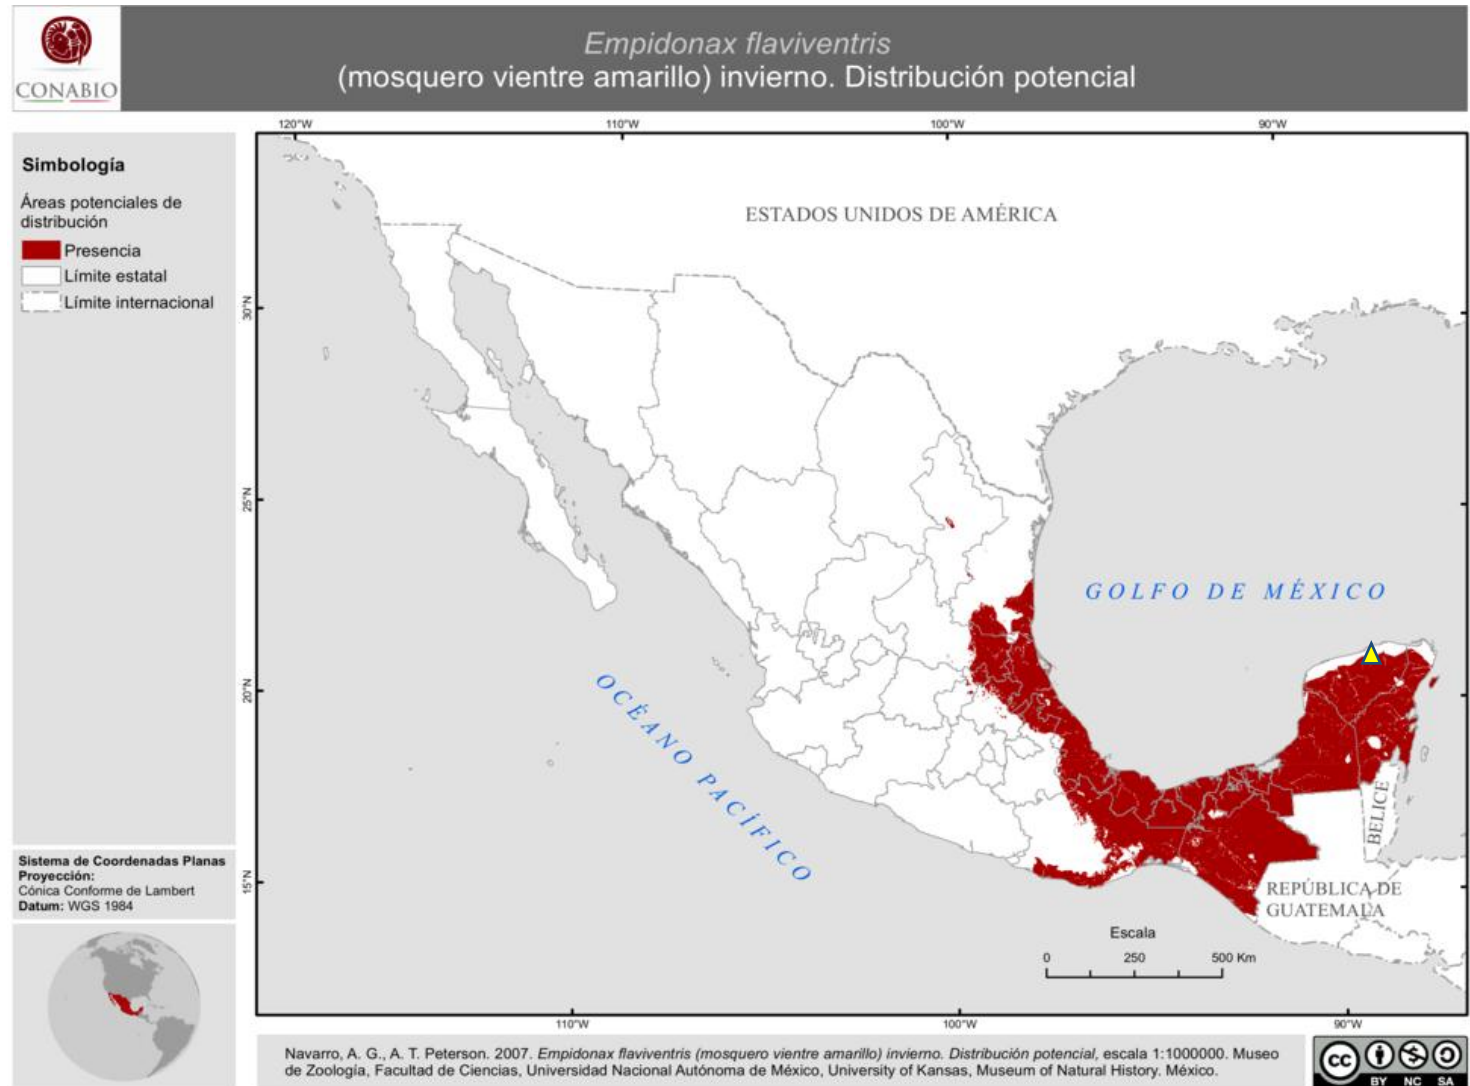 CONABIO
Empidonax flaviventris
(mosquero vientre amarillo) invierno. Distribución potencial
Simbología
Áreas potenciales de
distribución
Presencia
Límite estatal
Límite internacional
120°W
110°W
100°W
90°W
30°N
25°N
20°N
15°N
ESTADOS UNIDOS DE AMÉRICA
GOLFO DE MÉXICO
OCÉANO PACÍFICO
BELICE
REPÚBLICA DE
GUATEMALA
Escala
0 250 500 Km
110°W
100°W
90°W
Sistema de Coordenadas Planas
Proyección:
Cónica Conforme de Lambert
Datum: WGS 1984
Navarro, A. G., A. T. Peterson. 2007. Empidonax flaviventris (mosquero vientre amarillo) invierno. Distribución potencial, escala 1:1000000. Museo
de Zoología, Facultad de Ciencias, Universidad Nacional Autónoma de México, University of Kansas, Museum of Natural History. México.
cc
BY NC SA